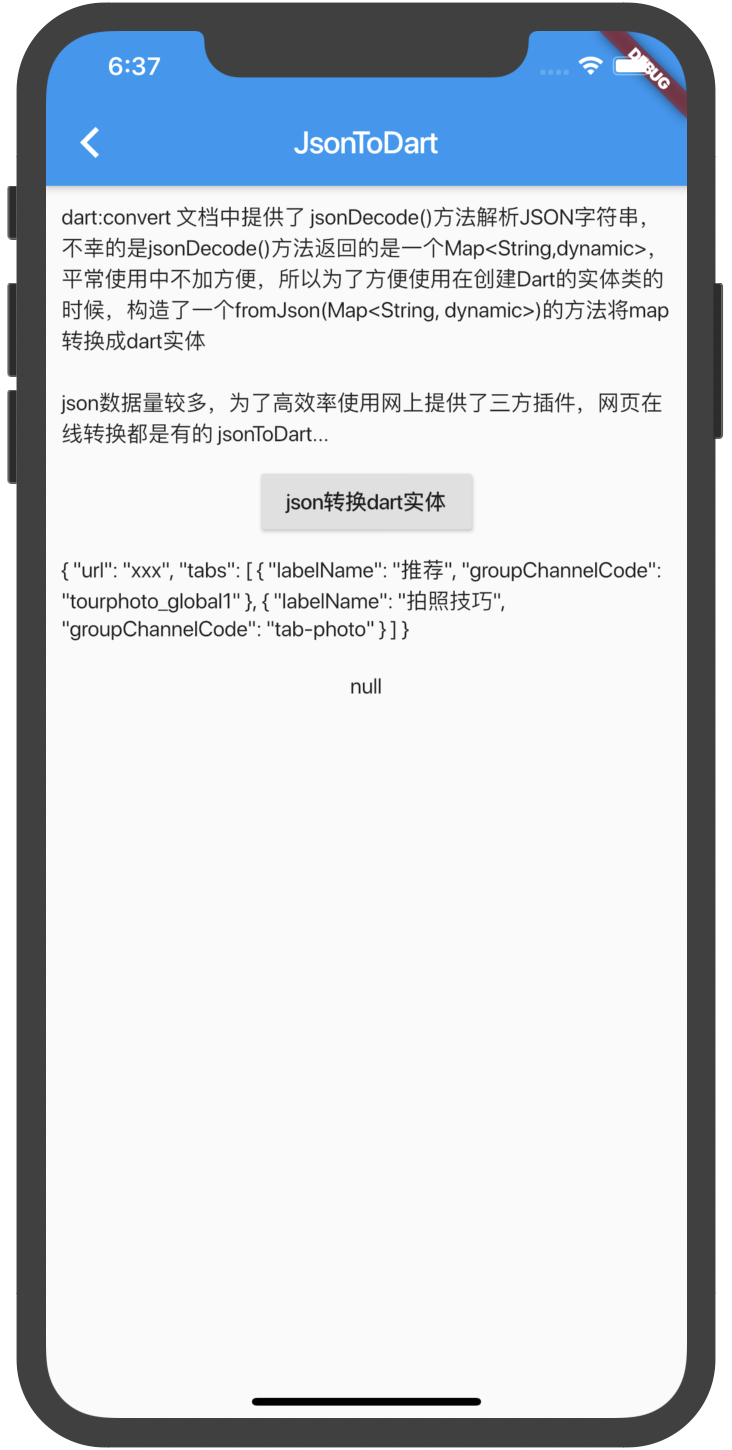 6:37
DEBUG
JsonToDart
dart:convert 文档中提供了 jsonDecode()方法解析JSON字符串，
不幸的是jsonDecode()方法返回的是一个Map<String,dynamic>，
平常使用中不加方便，所以为了方便使用在创建Dart的实体类的
时候，构造了一个fromJson(Map<String, dynamic>)的方法将map
转换成dart实体
json数据量较多，为了高效率使用网上提供了三方插件，网页在
线转换都是有的 jsonToDart...
json转换dart实体
{ "url": "xxx", "tabs": [ { "labelName": "推荐", "groupChannelCode":
"tourphoto_global1" }, { "labelName": "拍照技巧",
"groupChannelCode": "tab-photo" } ] }
null